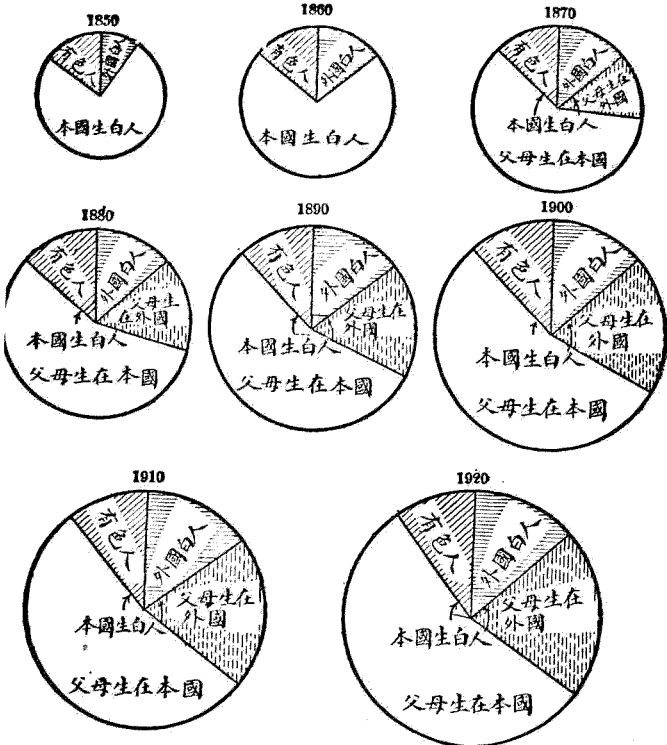 1850
有色人
外國白人
本國生白人
1860
有色人
外國白人
本國生白人
1870
有色人
外國白人
父母生在
外國
本國生白人
父母生在本國
1880
有色人
外國白人
父母生
在外國
本國生白人
父母生在本國
1890
有色人
外國白人
父母生在
外國
本國生白人
父母生在本國
1900
有色人
外國白人
父母生在
外國
本國生白人
父母生在本國
1910
有色人
外國白人
父母生在
外國
本國生白人
父母生在本國
1920
有色人
外國白人
父母生在
外國
本國生白人
父母生在本國